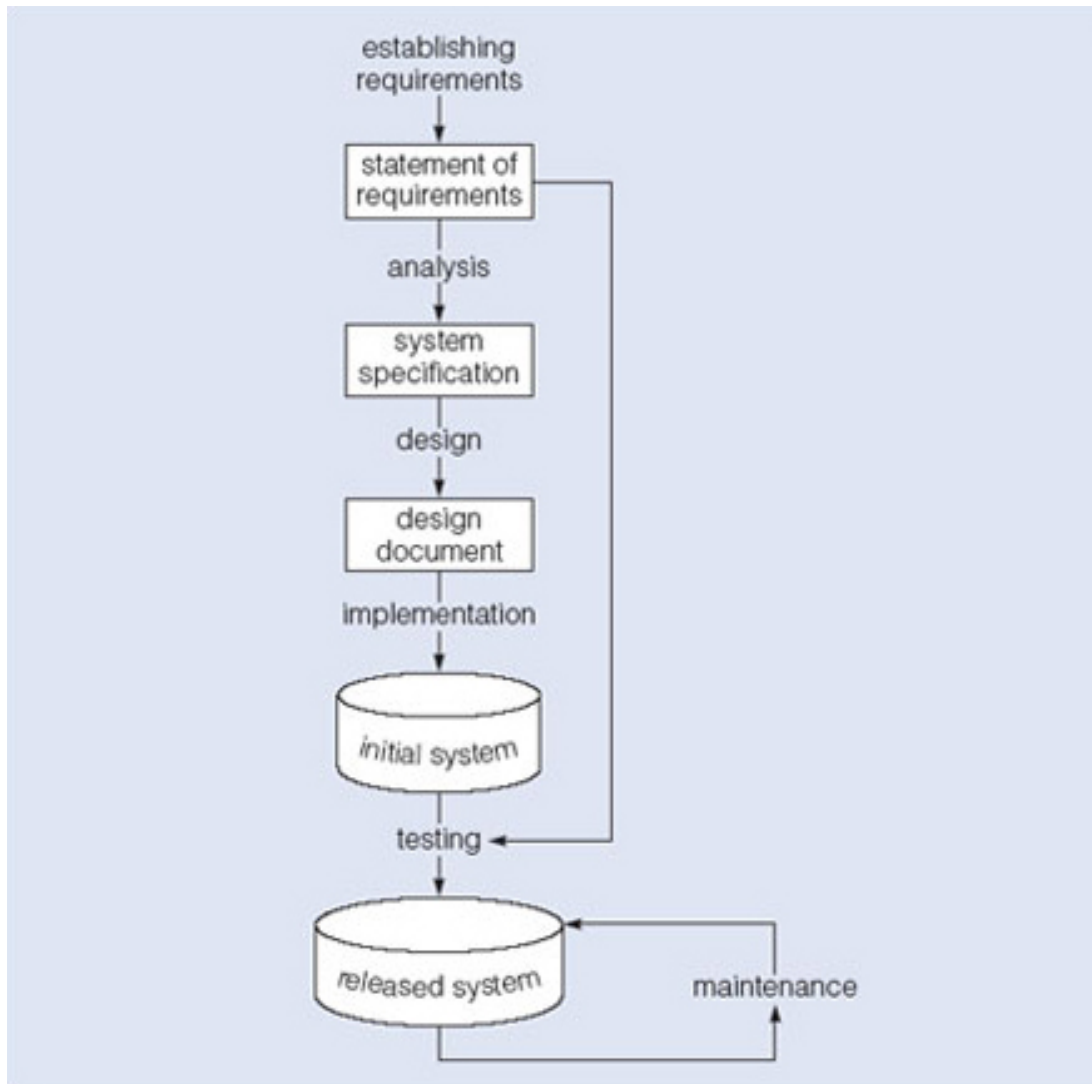 establishing
requirements
statement of
requirements
analysis
system
specification
design
design
document
implementation
initial system
testing
released system
maintenance